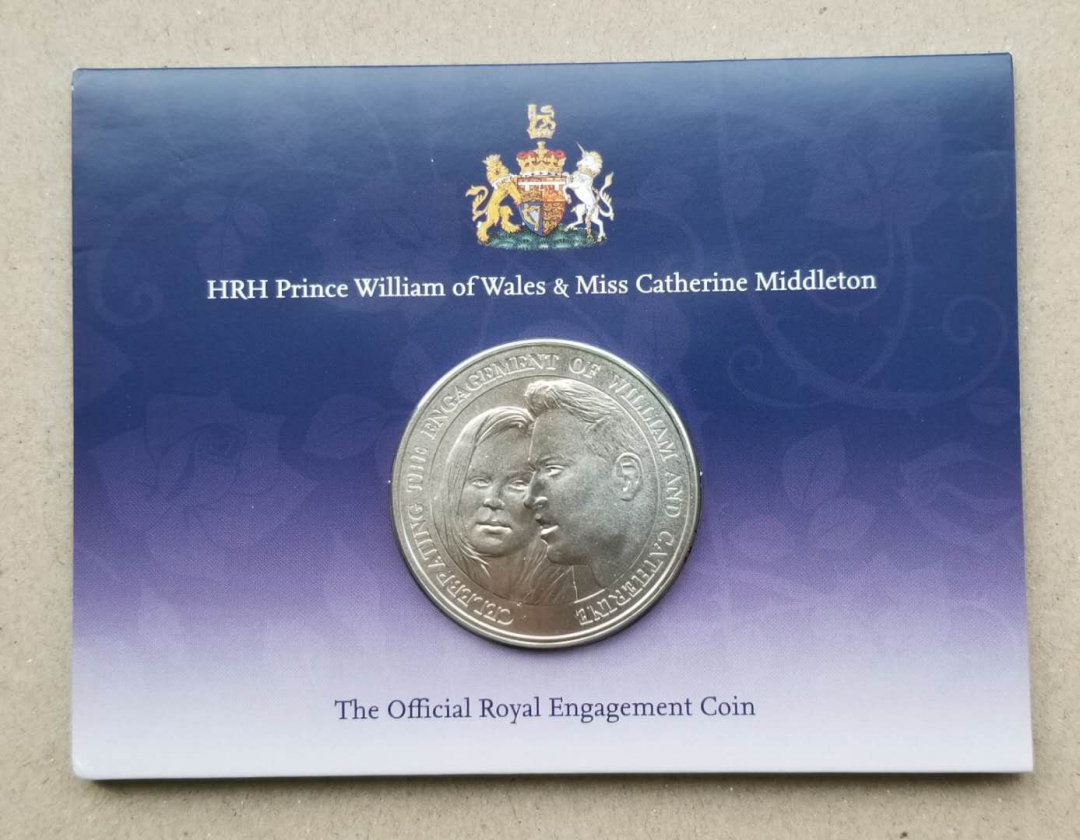 HRH Prince William of Wales & Miss Catherine Middleton
CELEBRATING THE ENGAGEMENT OF WILLIAM AND CATHERINE
The Official Royal Engagement Coin